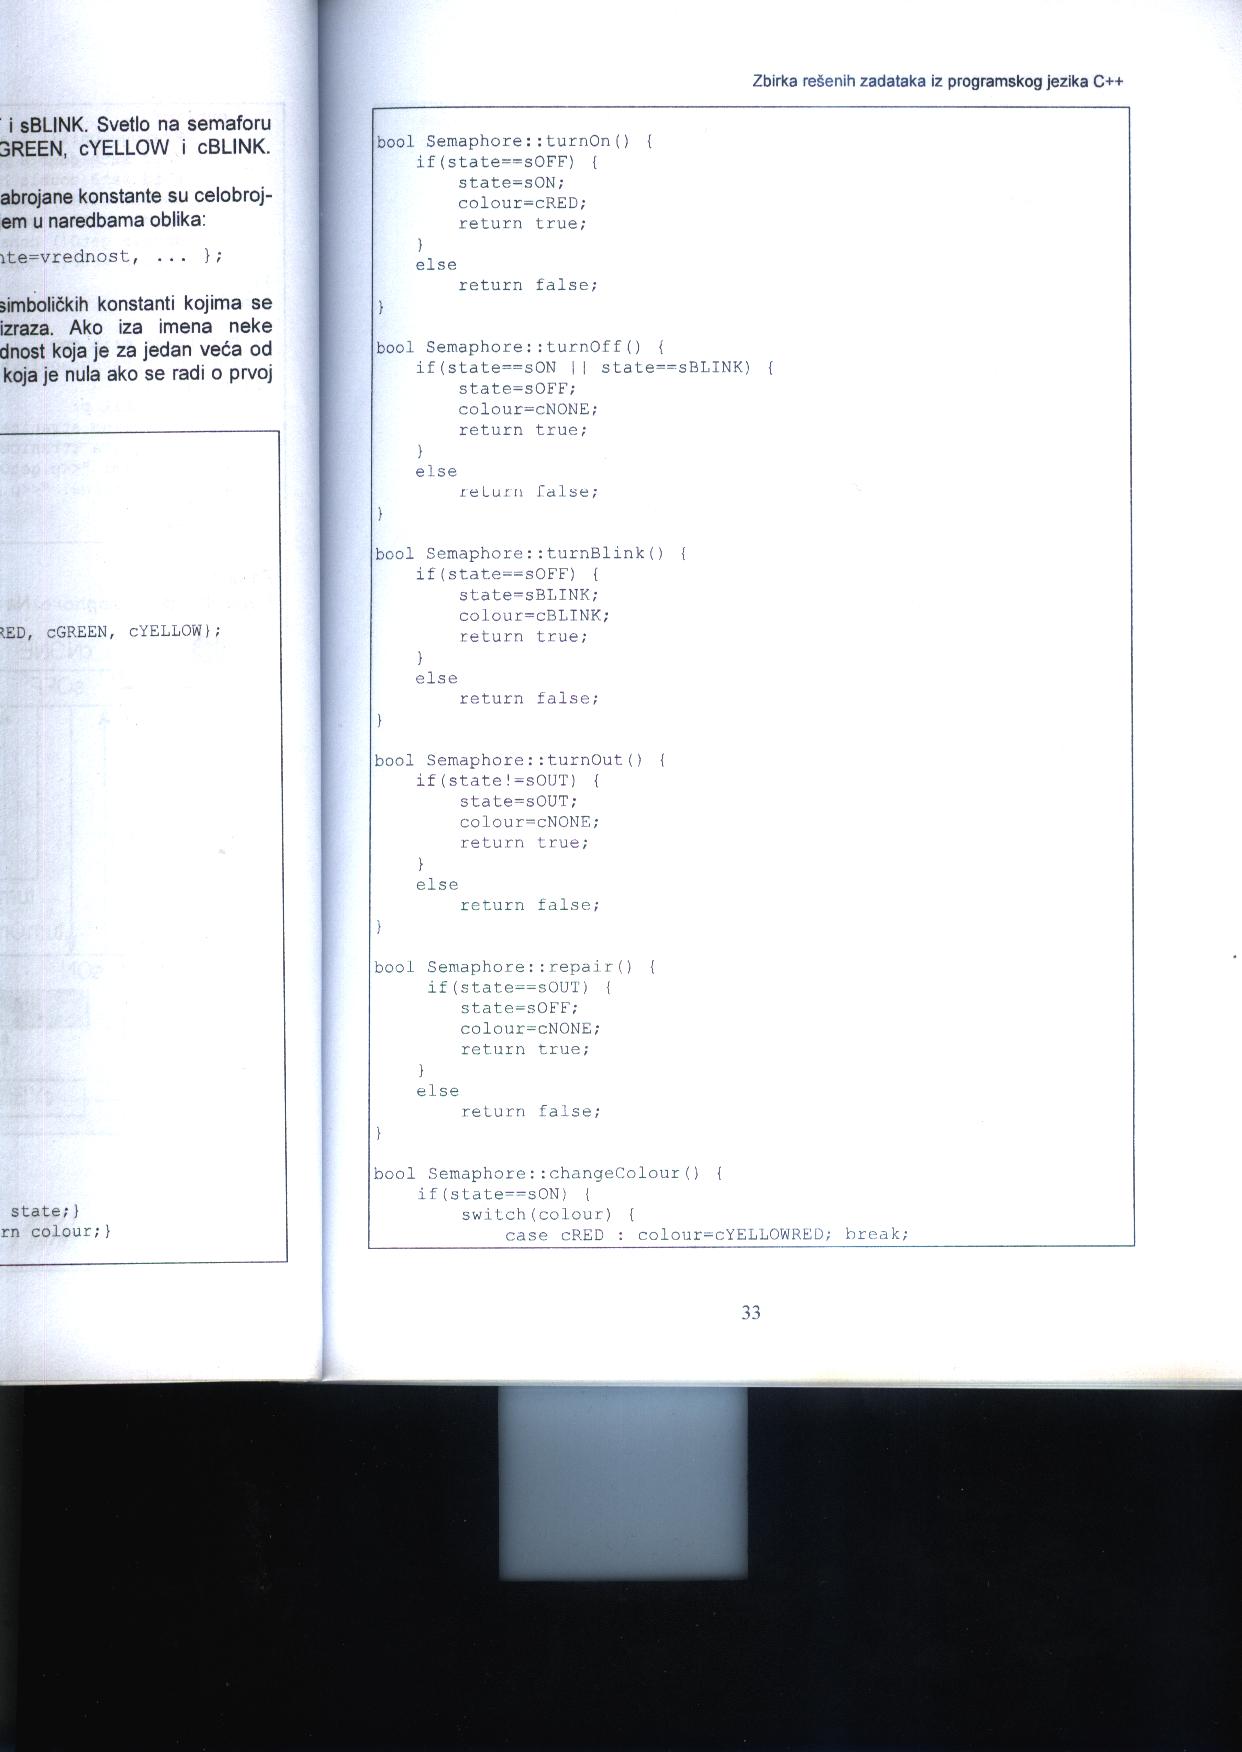 i sBLINK. Svetlo na semaforu
GREEN, cYELLOW i cBLINK.
abrojane konstante su celobroj-
em u naredbama oblika:
nte=vrednost, ... };
simboličkih konstanti kojima se
izraza. Ako iza imena neke
dnost koja je za jedan veća od
koja je nula ako se radi o prvoj
RED, cGREEN, cYELLOW};
state;}
rn colour;}
Zbirka rešenih zadataka iz programskog jezika C++
bool Semaphore::turnOn() {
    if(state==sOFF) {
        state=sON;
        colour=cRED;
        return true;
    }
    else
        return false;
}
bool Semaphore::turnOff() {
    if(state==sON || state==sBLINK) {
        state=sOFF;
        colour=cNONE;
        return true;
    }
    else
        return false;
}
bool Semaphore::turnBlink() {
    if(state==sOFF) {
        state=sBLINK;
        colour=cBLINK;
        return true;
    }
    else
        return false;
}
bool Semaphore::turnOut() {
    if(state!=sOUT) {
        state=sOUT;
        colour=cNONE;
        return true;
    }
    else
        return false;
}
bool Semaphore::repair() {
     if(state==sOUT) {
        state=sOFF;
        colour=cNONE;
        return true;
    }
    else
        return false;
}
bool Semaphore::changeColour() {
    if(state==sON) {
        switch(colour) {
            case cRED : colour=cYELLOWRED; break;
33